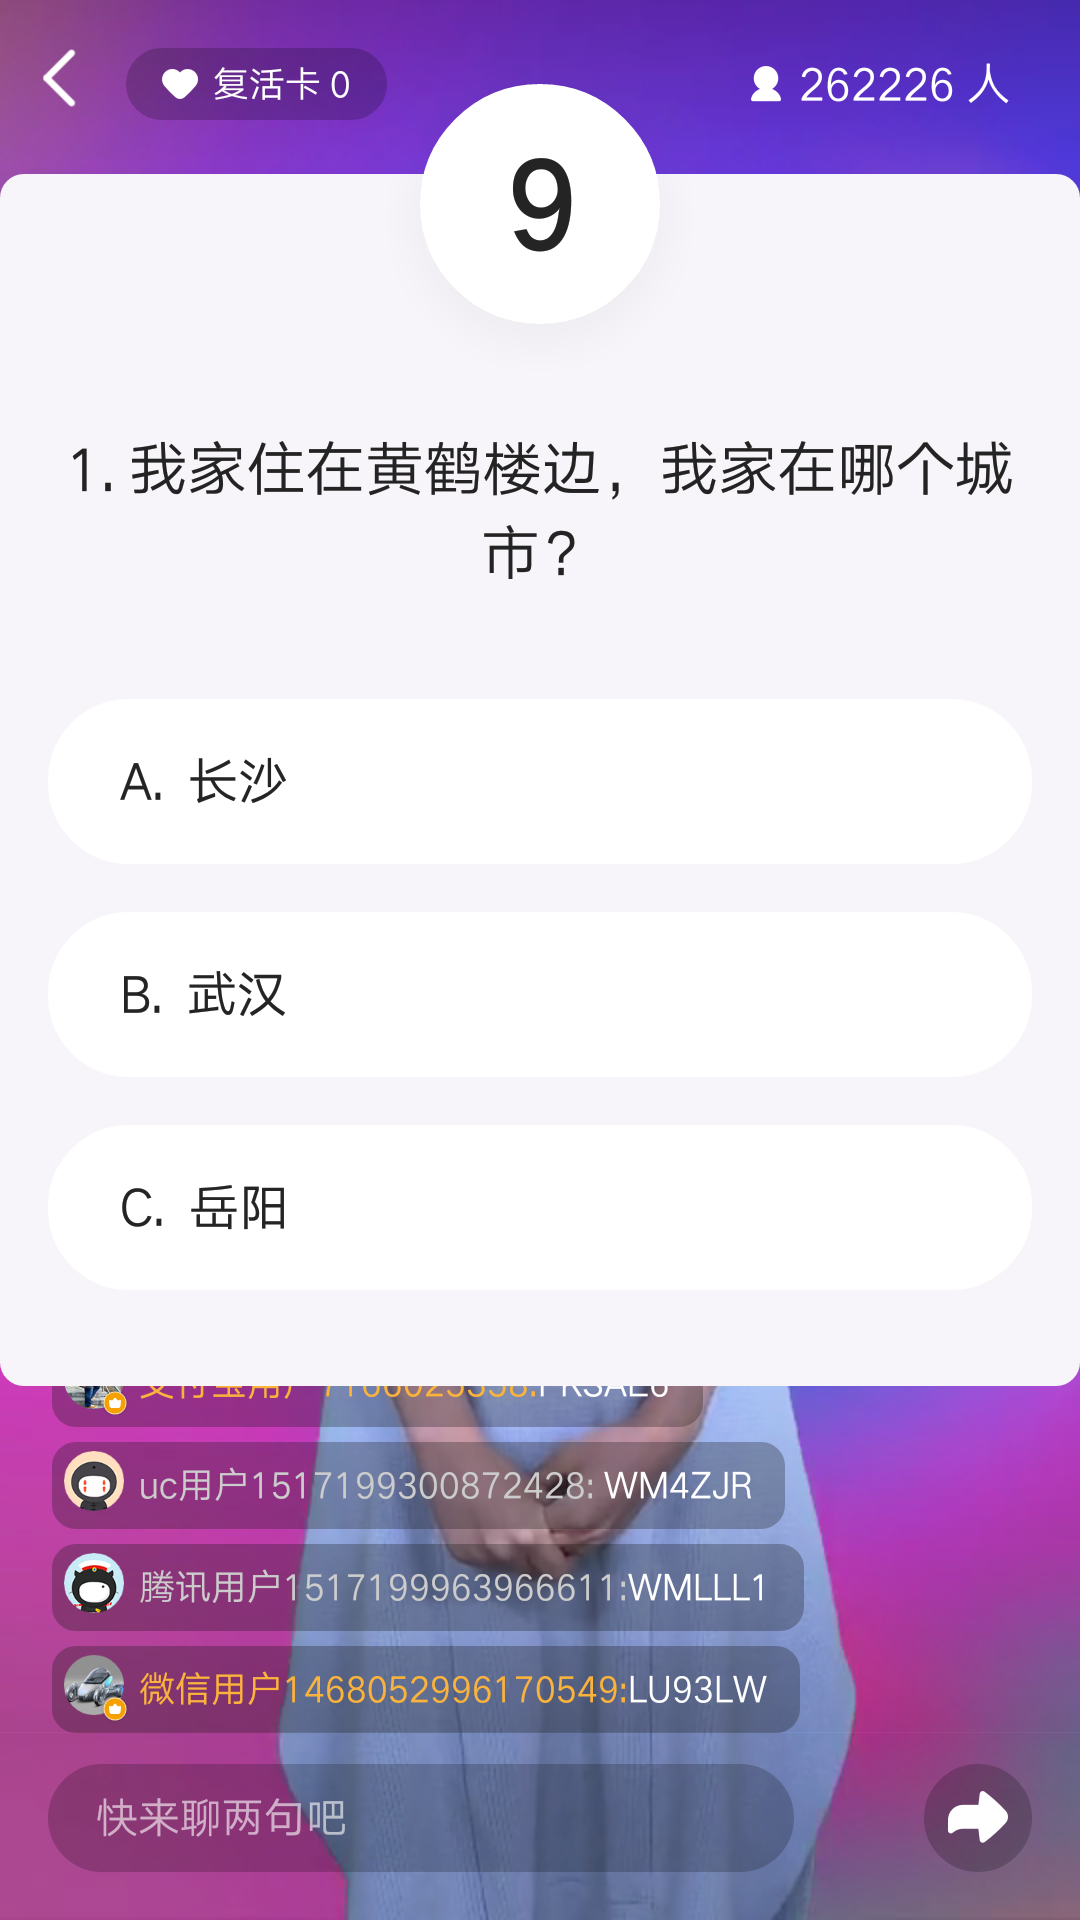 复活卡 0
262226 人
9
1. 我家住在黄鹤楼边，我家在哪个城
市？
A. 长沙
B. 武汉
C. 岳阳
uc用户1517199300872428: WM4ZJR
腾讯用户1517199963966611:WMLLL1
微信用户1468052996170549:LU93LW
快来聊两句吧